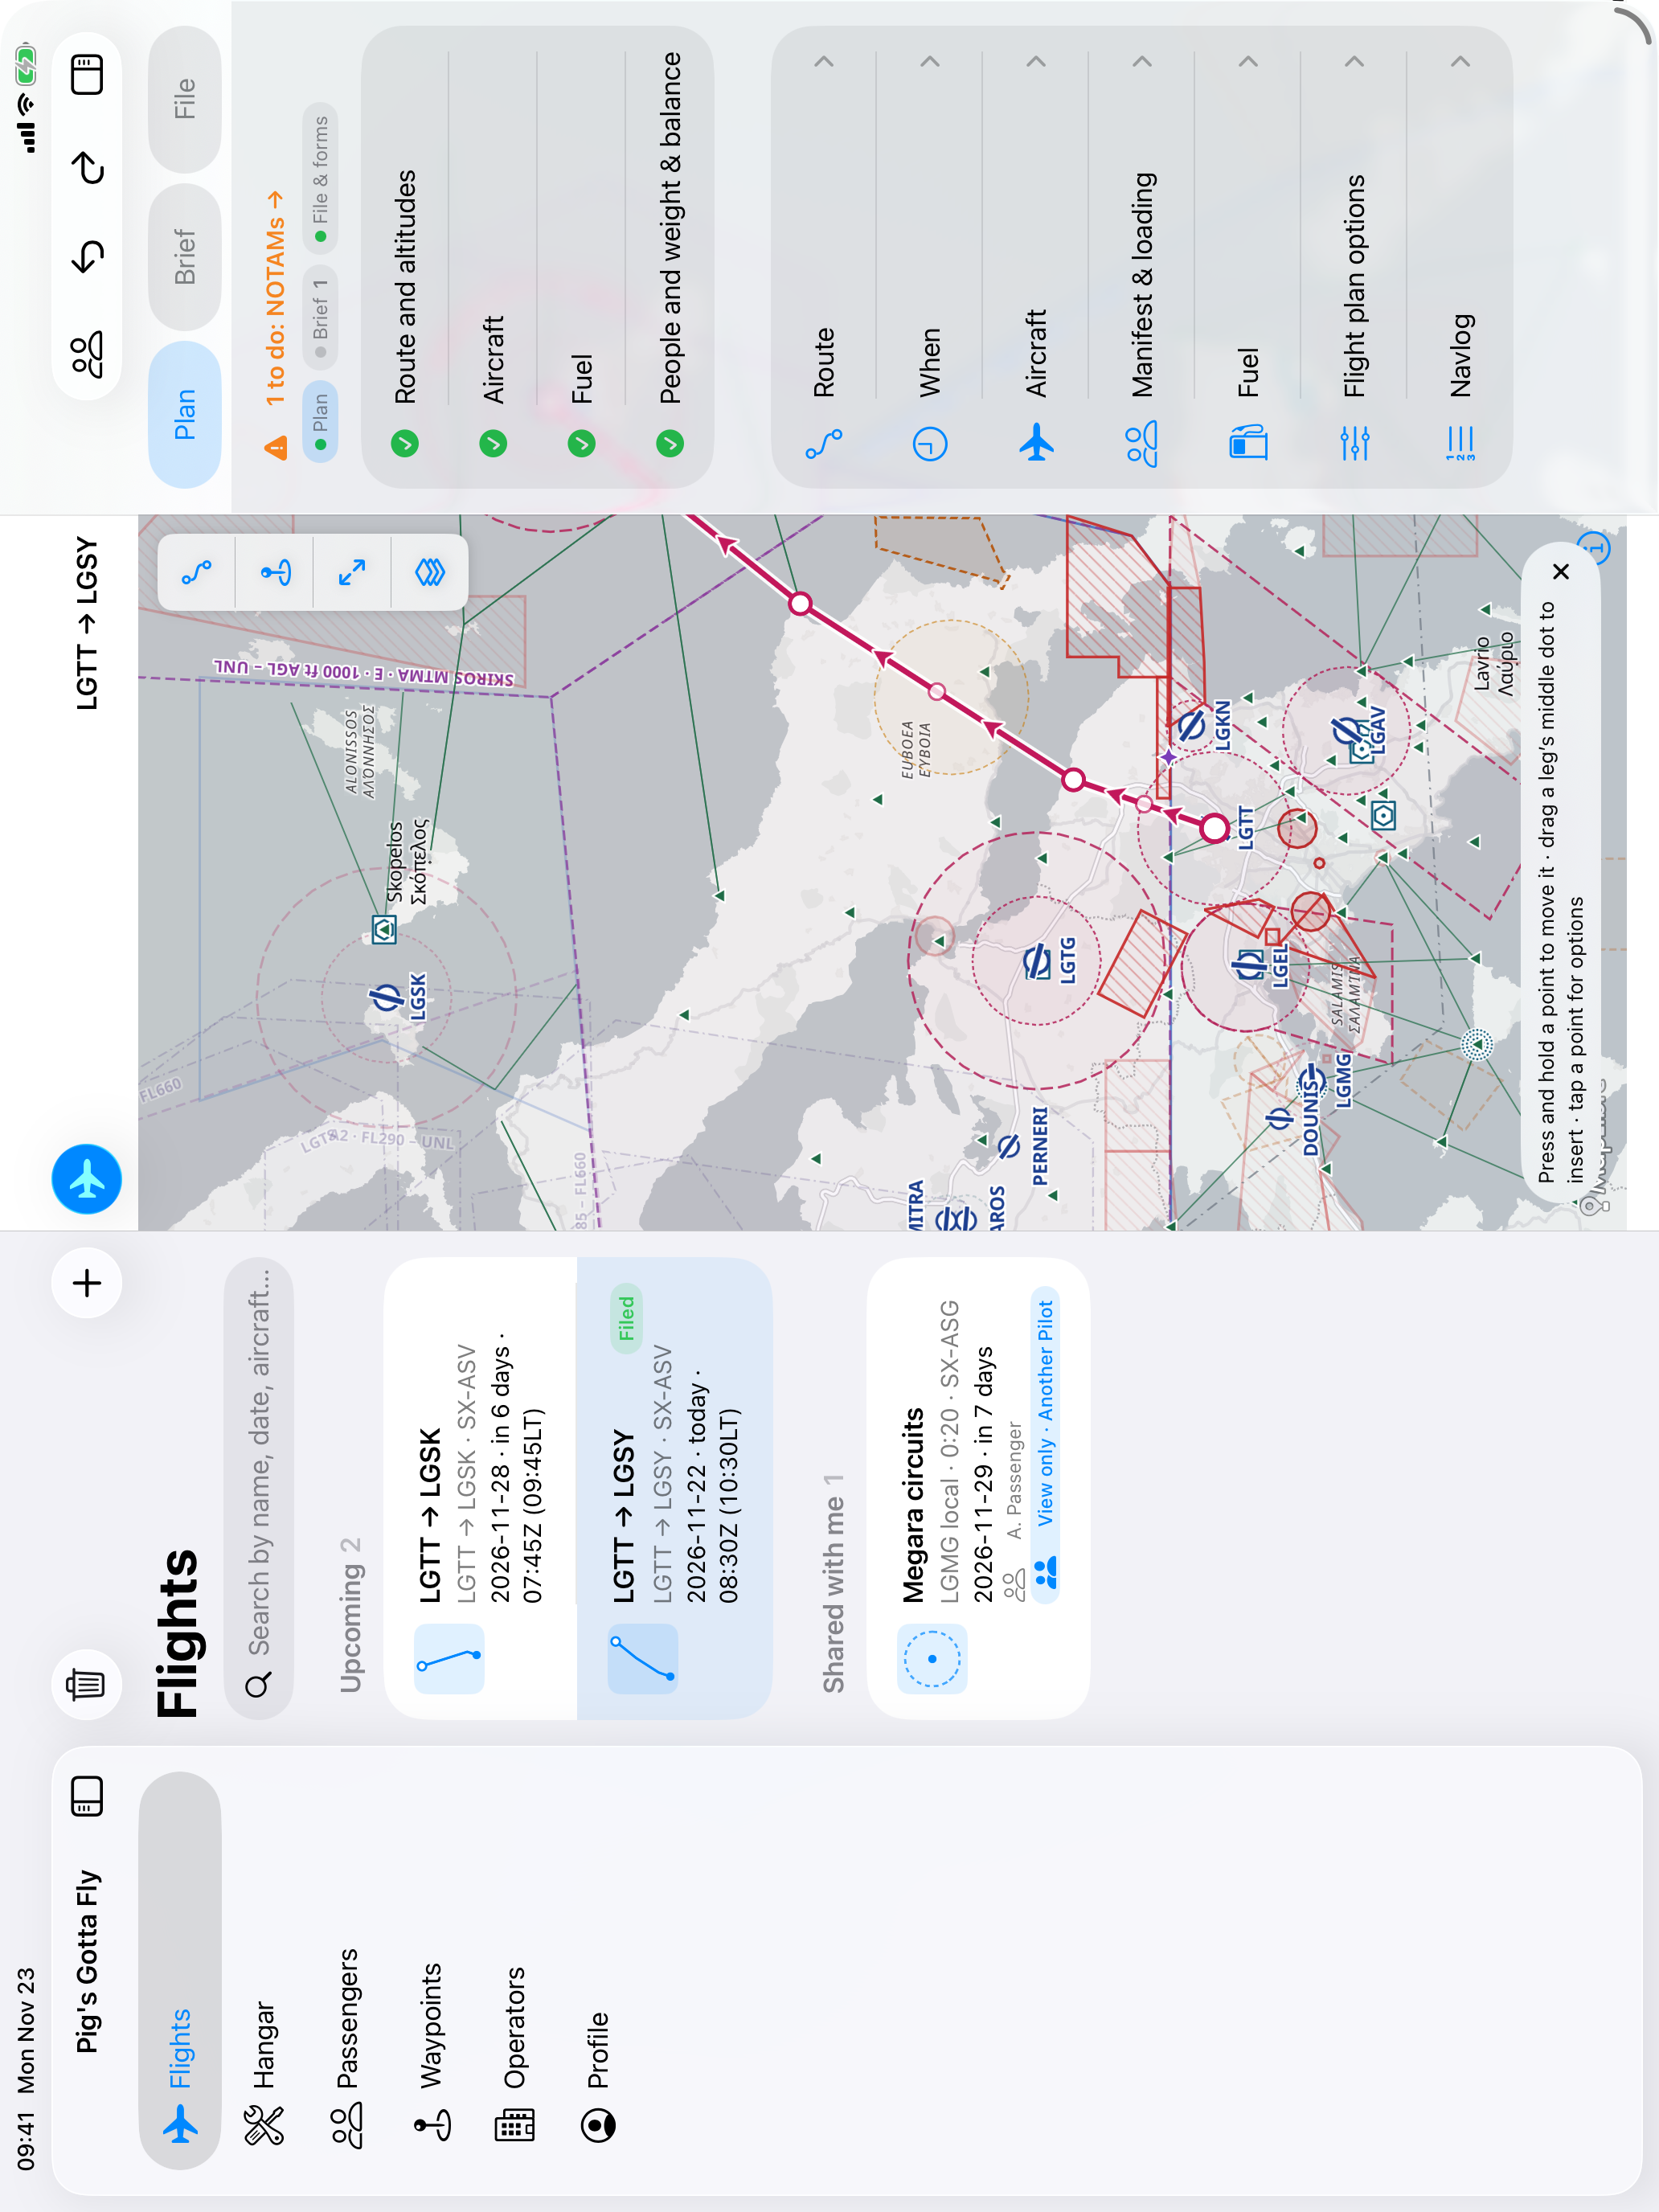 09:41 Mon Nov 23
Pig's Gotta Fly
Flights
Hangar
Passengers
Waypoints
Operators
Profile
Flights
Search by name, date, aircraft...
Upcoming 2
LGTT → LGSK
LGTT → LGSK · SX-ASV
2026-11-28 · in 6 days ·
07:45Z (09:45LT)
LGTT → LGSY
Filed
LGTT → LGSY · SX-ASV
2026-11-22 · today ·
08:30Z (10:30LT)
Shared with me 1
Megara circuits
LGMG local · 0:20 · SX-ASG
2026-11-29 · in 7 days
A. Passenger
View only · Another Pilot
LGTT → LGSY
FL660
LGTS · FL290 – UNL
SKIROS MTMA · E · 1000 ft AGL – UNL
ALONISSOS
ΑΛΟΝΝΗΣΟΣ
Skopelos
Σκόπελος
LGSK
85 – FL660
EUBOEA
ΕΥΒΟΙΑ
MITRA
AROS
PERNERI
LGTG
LGKN
LGTT
LGEL
LGAV
SALAMIS
ΣΑΛΑΜΙΝΑ
DOUNIS
LGMG
Lavrio
Λαύριο
Press and hold a point to move it · drag a leg's middle dot to
insert · tap a point for options
Plan
Brief
File
1 to do: NOTAMs →
Plan
Brief 1
File & forms
Route and altitudes
Aircraft
Fuel
People and weight & balance
Route
When
Aircraft
Manifest & loading
Fuel
Flight plan options
Navlog